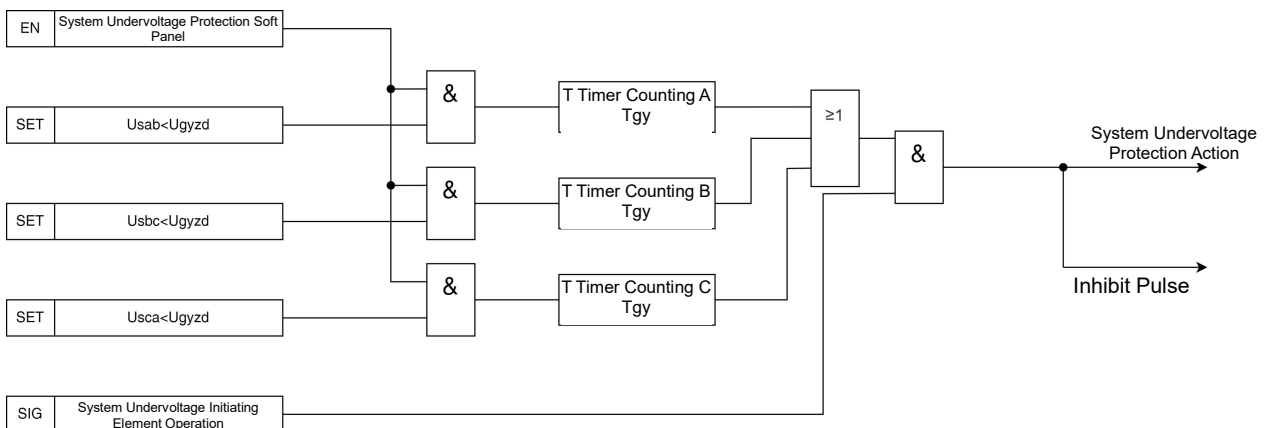 EN
System Undervoltage Protection Soft
Panel
&
T Timer Counting A
Tgy
≥1
SET
Usab<Ugyzd
&
System Undervoltage
Protection Action
&
T Timer Counting B
Tgy
SET
Usbc<Ugyzd
&
T Timer Counting C
Tgy
Inhibit Pulse
SET
Usca<Ugyzd
SIG
System Undervoltage Initiating
Element Operation